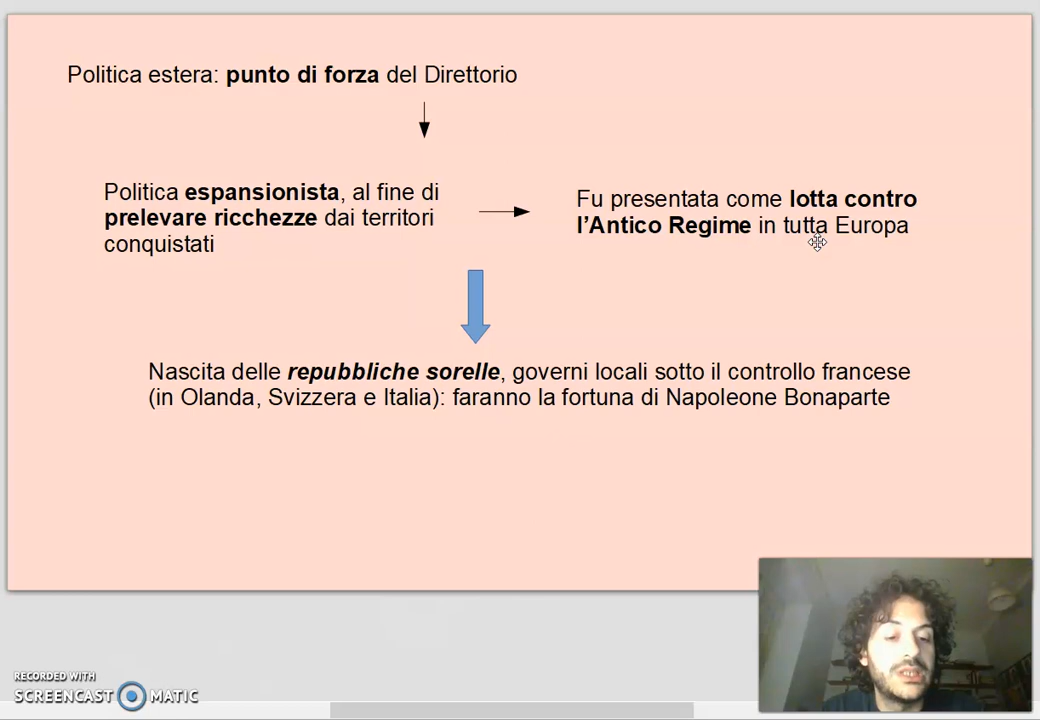 Politica estera: punto di forza del Direttorio
Politica espansionista, al fine di
prelevare ricchezze dai territori
conquistati
Fu presentata come lotta contro
l’Antico Regime in tutta Europa
Nascita delle repubbliche sorelle, governi locali sotto il controllo francese
(in Olanda, Svizzera e Italia): faranno la fortuna di Napoleone Bonaparte
RECORDED WITH
SCREENCAST MATIC